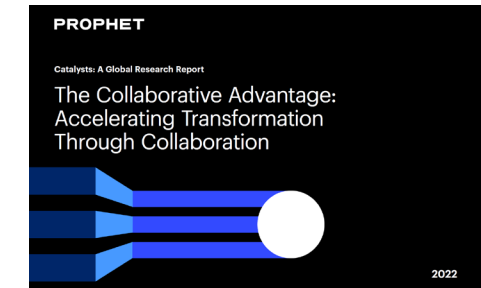 PROPHET
Catalysts: A Global Research Report
The Collaborative Advantage:
Accelerating Transformation
Through Collaboration
2022